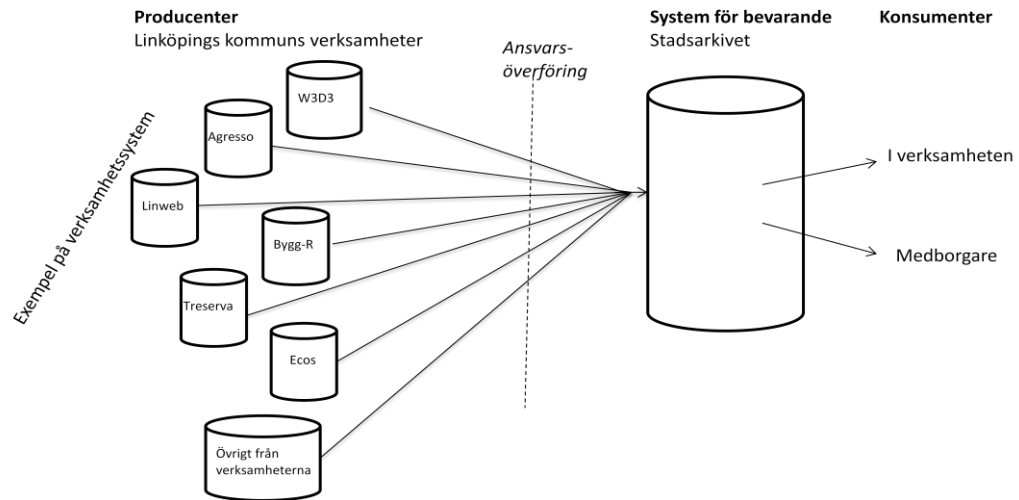 Producenter
Linköpings kommuns verksamheter
System för bevarande
Stadsarkivet
Konsumenter
Ansvars-
överföring
Exempel på verksamhetssystem
W3D3
Agresso
Linweb
Bygg-R
Treserva
Ecos
Övrigt från
verksamheterna
I verksamheten
Medborgare